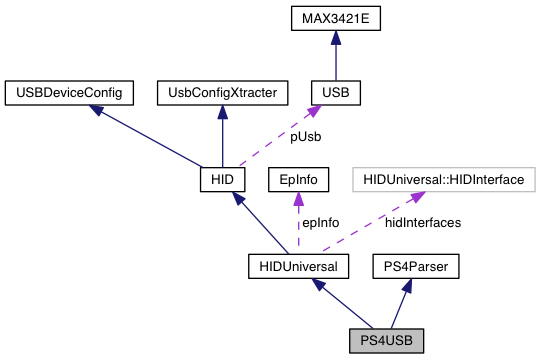 MAX3421E
USBDeviceConfig
UsbConfigXtracter
USB
pUsb
HID
EpInfo
HIDUniversal::HIDInterface
epInfo
hidInterfaces
HIDUniversal
PS4Parser
PS4USB